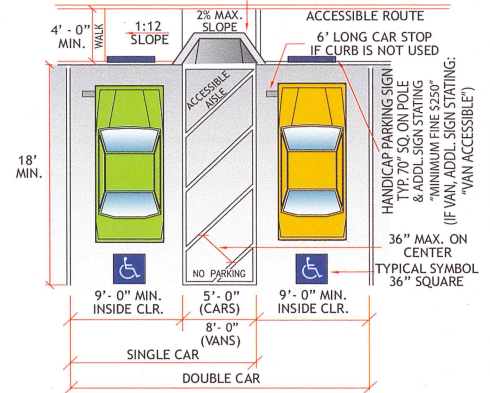 2% MAX.
SLOPE
ACCESSIBLE ROUTE
4' - 0"
MIN.
WALK
1:12
SLOPE
6' LONG CAR STOP
IF CURB IS NOT USED
ACCESSIBLE
AISLE
HANDICAP PARKING SIGN
TYP. 70" SQ. ON POLE
& ADDL. SIGN STATING
"MINIMUM FINE $250"
(IF VAN, ADDL. SIGN STATING:
"VAN ACCESSIBLE")
18'
MIN.
36" MAX. ON
CENTER
NO PARKING
TYPICAL SYMBOL
36" SQUARE
9'- 0" MIN.
INSIDE CLR.
5'- 0"
(CARS)
9'- 0" MIN.
INSIDE CLR.
8'- 0"
(VANS)
SINGLE CAR
DOUBLE CAR